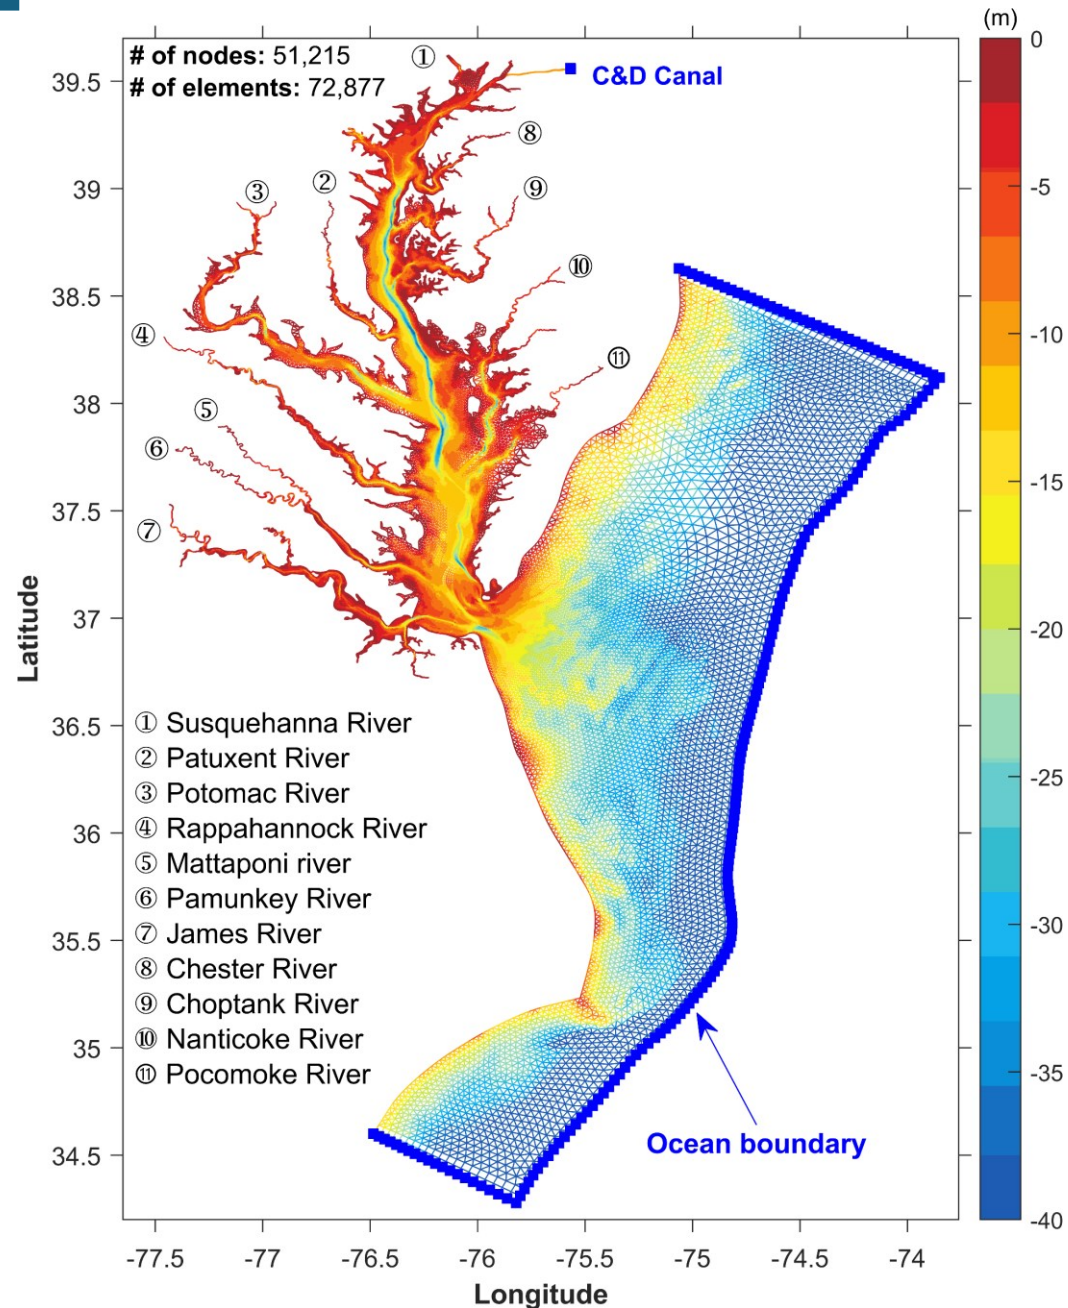 (m)
# of nodes: 51,215
# of elements: 72,877
C&D Canal
①
⑧
③
②
⑨
⑩
④
⑪
⑤
⑥
⑦
① Susquehanna River
② Patuxent River
③ Potomac River
④ Rappahannock River
⑤ Mattaponi river
⑥ Pamunkey River
⑦ James River
⑧ Chester River
⑨ Choptank River
⑩ Nanticoke River
⑪ Pocomoke River
Ocean boundary
Latitude
39.5
39
38.5
38
37.5
37
36.5
36
35.5
35
34.5
-77.5 -77 -76.5 -76 -75.5 -75 -74.5 -74
Longitude
0
-5
-10
-15
-20
-25
-30
-35
-40